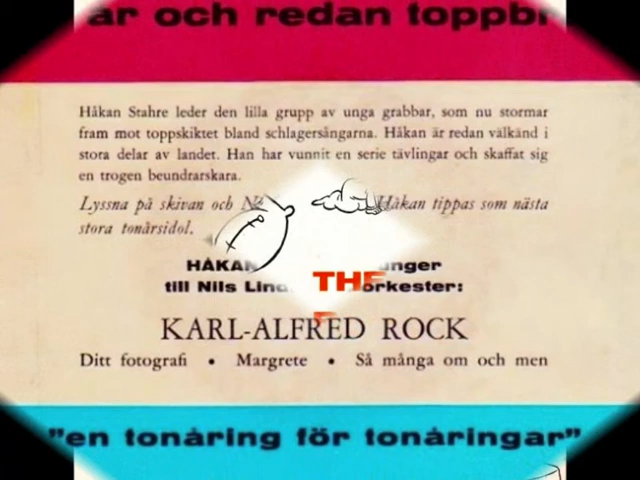 år och redan toppbr
Håkan Stahre leder den lilla grupp av unga grabbar, som nu stormar
fram mot toppskiktet bland schlagersångarna. Håkan är redan välkänd i
stora delar av landet. Han har vunnit en serie tävlingar och skaffat sig
en trogen beundrarskara.
Lyssna på skivan och Håkan tippas som nästa
stora tonårsidol.
HÅKAN unger
till Nils Lind orkester:
THE
KARL-ALFRED ROCK
Ditt fotografi • Margrete • Så många om och men
"en tonåring för tonåringar"